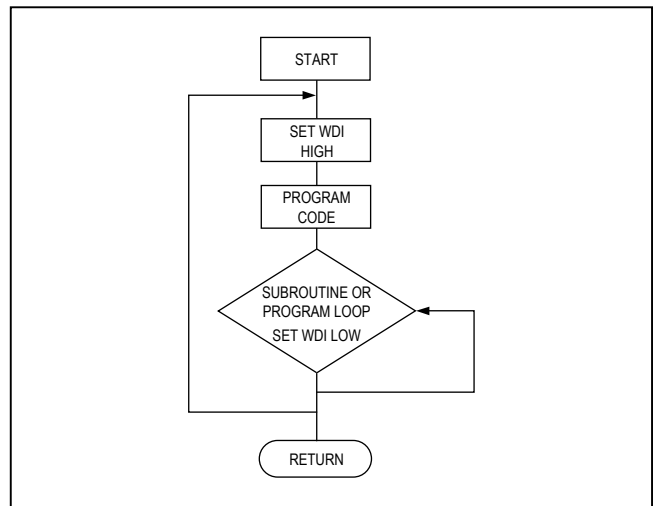 START
SET WDI
HIGH
PROGRAM
CODE
SUBROUTINE OR
PROGRAM LOOP
SET WDI LOW
RETURN